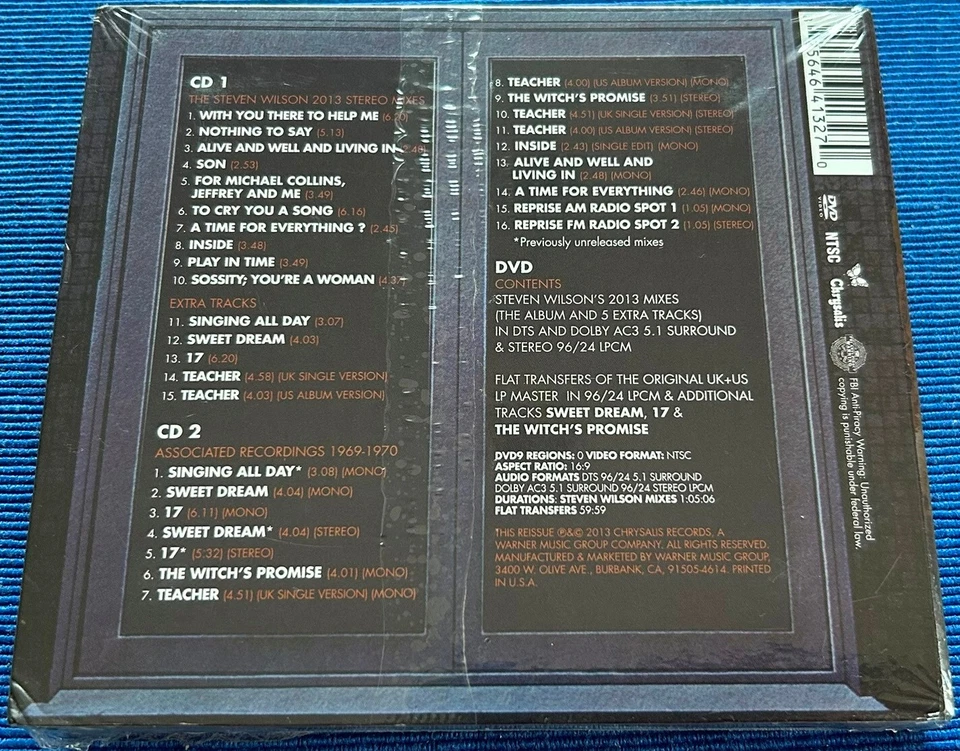 CD 1
THE STEVEN WILSON 2013 STEREO MIXES
1. WITH YOU THERE TO HELP ME (6.20)
2. NOTHING TO SAY (5.13)
3. ALIVE AND WELL AND LIVING IN (2.48)
4. SON (2.53)
5. FOR MICHAEL COLLINS,
JEFFREY AND ME (3.49)
6. TO CRY YOU A SONG (6.16)
7. A TIME FOR EVERYTHING ? (2.45)
8. INSIDE (3.48)
9. PLAY IN TIME (3.49)
10. SOSSITY; YOU'RE A WOMAN (4.37)
EXTRA TRACKS
11. SINGING ALL DAY (3.07)
12. SWEET DREAM (4.03)
13. 17 (6.20)
14. TEACHER (4.58) (UK SINGLE VERSION)
15. TEACHER (4.03) (US ALBUM VERSION)
CD 2
ASSOCIATED RECORDINGS 1969-1970
1. SINGING ALL DAY* (3.08) (MONO)
2. SWEET DREAM (4.04) (MONO)
3. 17 (6.11) (MONO)
4. SWEET DREAM* (4.04) (STEREO)
5. 17* (5:32) (STEREO)
6. THE WITCH'S PROMISE (4.01) (MONO)
7. TEACHER (4.51) (UK SINGLE VERSION) (MONO)
8. TEACHER (4.00) (US ALBUM VERSION) (MONO)
9. THE WITCH'S PROMISE (3.51) (STEREO)
10. TEACHER (4.51) (UK SINGLE VERSION) (STEREO)
11. TEACHER (4.00) (US ALBUM VERSION) (STEREO)
12. INSIDE (2.43) (SINGLE EDIT) (MONO)
13. ALIVE AND WELL AND
LIVING IN (2.48) (MONO)
14. A TIME FOR EVERYTHING (2.46) (MONO)
15. REPRISE AM RADIO SPOT 1 (1.05) (MONO)
16. REPRISE FM RADIO SPOT 2 (1.05) (STEREO)
*Previously unreleased mixes
DVD
CONTENTS
STEVEN WILSON'S 2013 MIXES
(THE ALBUM AND 5 EXTRA TRACKS)
IN DTS AND DOLBY AC3 5.1 SURROUND
& STEREO 96/24 LPCM
FLAT TRANSFERS OF THE ORIGINAL UK+US
LP MASTER IN 96/24 LPCM & ADDITIONAL
TRACKS SWEET DREAM, 17 &
THE WITCH'S PROMISE
DVD9 REGIONS: 0 VIDEO FORMAT: NTSC
ASPECT RATIO: 16:9
AUDIO FORMATS DTS 96/24 5.1 SURROUND
DOLBY AC3 5.1 SURROUND 96/24 STEREO LPCM
DURATIONS: STEVEN WILSON MIXES 1:05:06
FLAT TRANSFERS 59:59
THIS REISSUE ℗&© 2013 CHRYSALIS RECORDS, A
WARNER MUSIC GROUP COMPANY. ALL RIGHTS RESERVED.
MANUFACTURED & MARKETED BY WARNER MUSIC GROUP,
3400 W. OLIVE AVE., BURBANK, CA, 91505-4614. PRINTED
IN U.S.A.
5646 41327 0
DVD
VIDEO
NTSC
Chrysalis
FBI Anti-Piracy Warning: Unauthorized
copying is punishable under federal law.